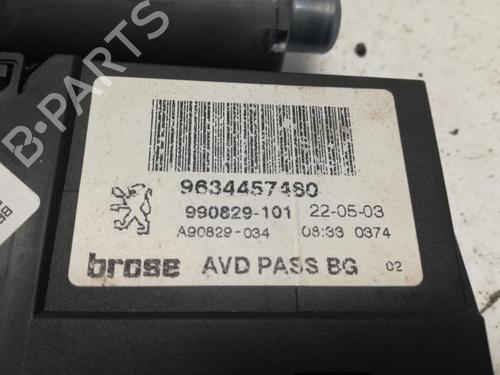 9634457480
990829-101 22-05-03
A90829-034 08:33 0374
brose AVD PASS BG 02
B-PARTS